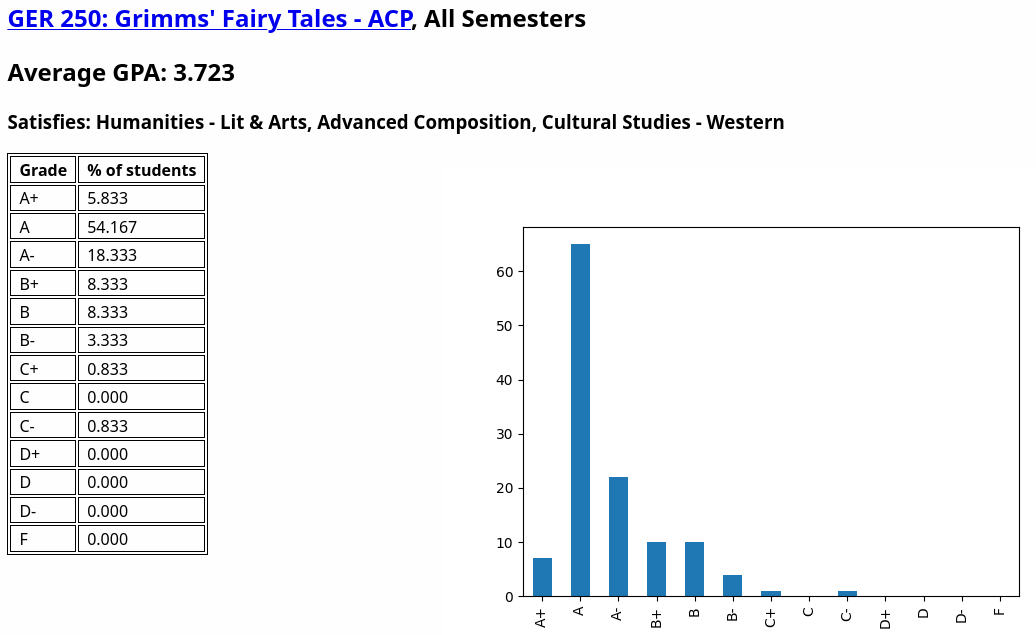 GER 250: Grimms' Fairy Tales - ACP, All Semesters
Average GPA: 3.723
Satisfies: Humanities - Lit & Arts, Advanced Composition, Cultural Studies - Western
Grade % of students
A+ 5.833
A 54.167
A- 18.333
B+ 8.333
B 8.333
B- 3.333
C+ 0.833
C 0.000
C- 0.833
D+ 0.000
D 0.000
D- 0.000
F 0.000
60
50
40
30
20
10
0
A+ A A- B+ B B- C+ C C- D+ D D- F